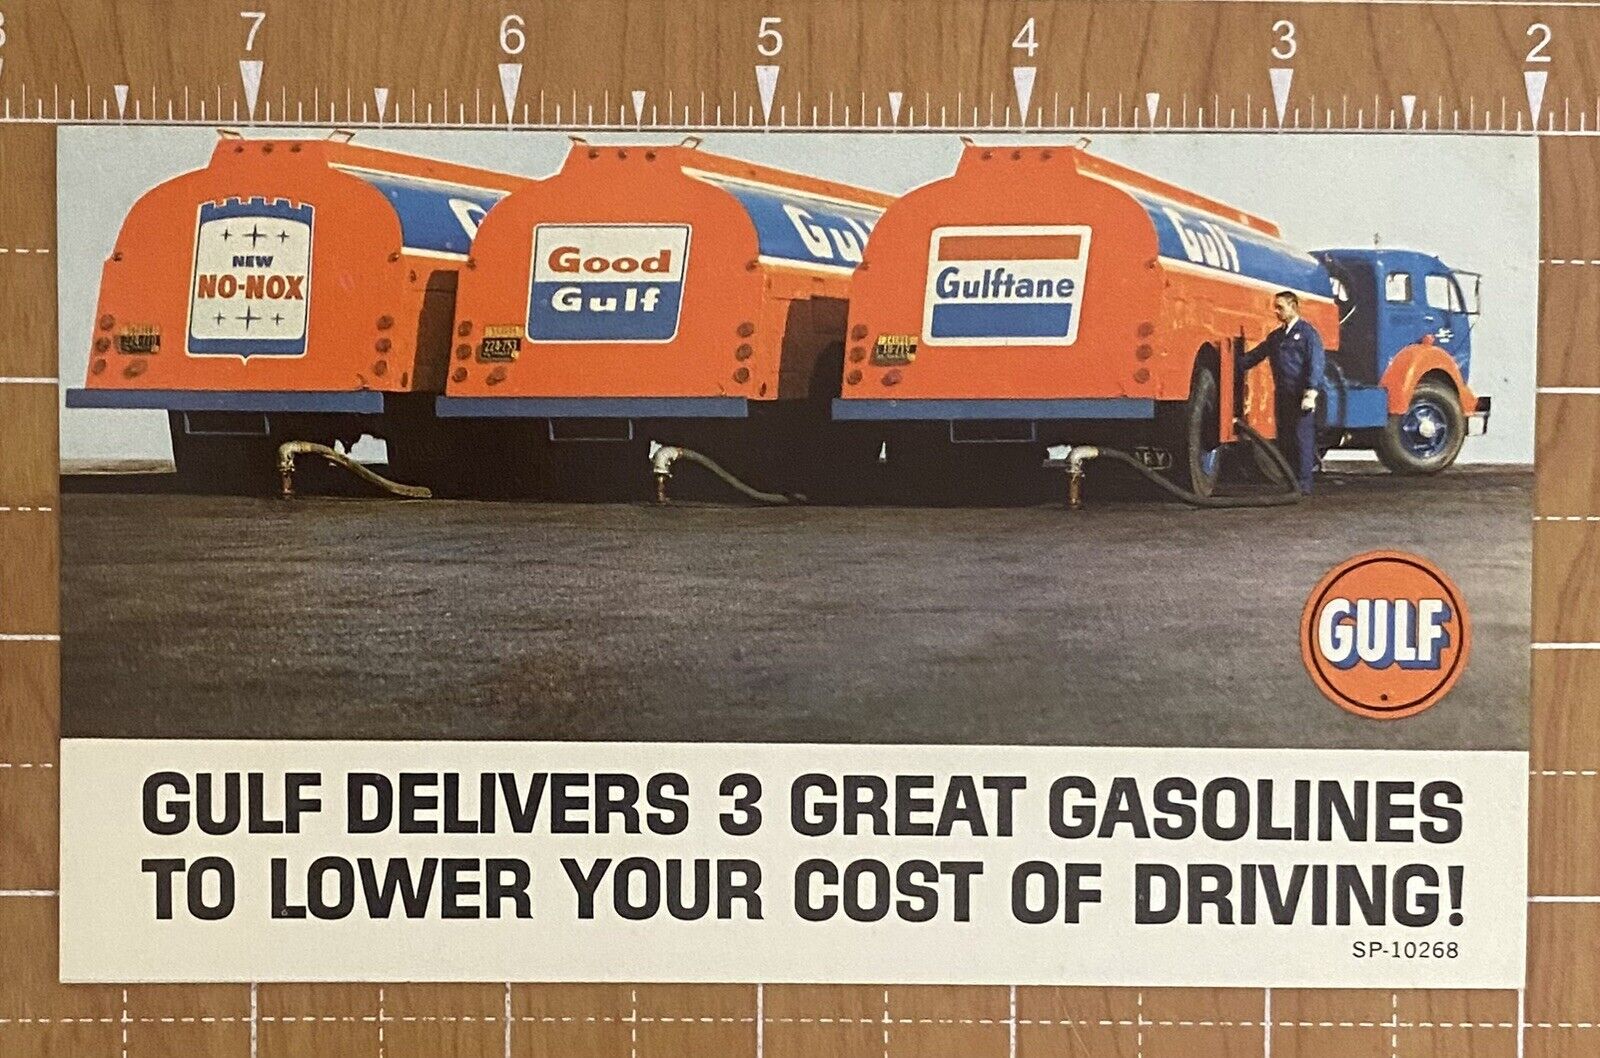 7 6 5 4 3 2
NEW
NO-NOX
Good
Gulf
Gulftane
Gulf
Gulf
GULF
GULF DELIVERS 3 GREAT GASOLINES
TO LOWER YOUR COST OF DRIVING!
SP-10268